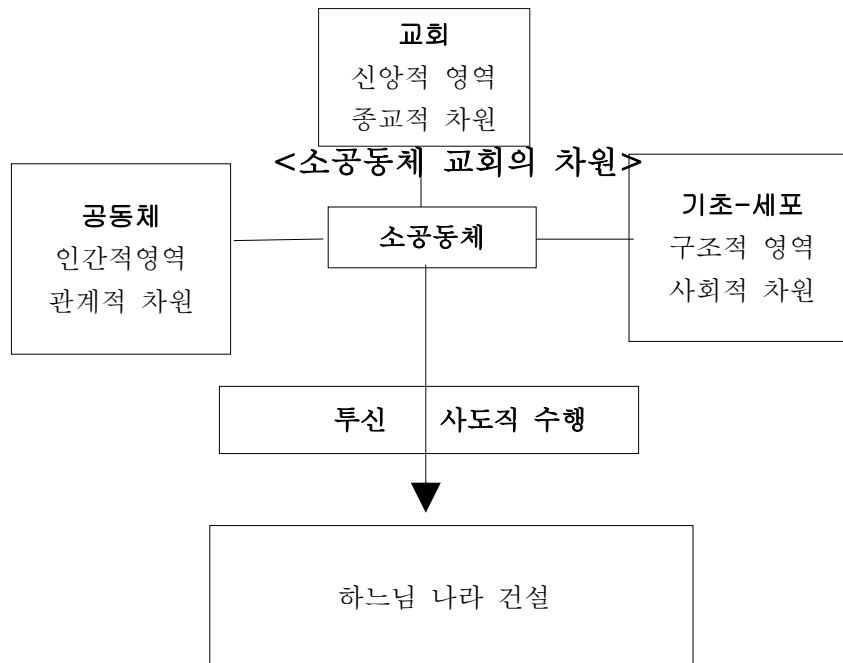 교회
신앙적 영역
종교적 차원
<소공동체 교회의 차원>
공동체
인간적영역
관계적 차원
소공동체
기초-세포
구조적 영역
사회적 차원
투신 사도직 수행
하느님 나라 건설